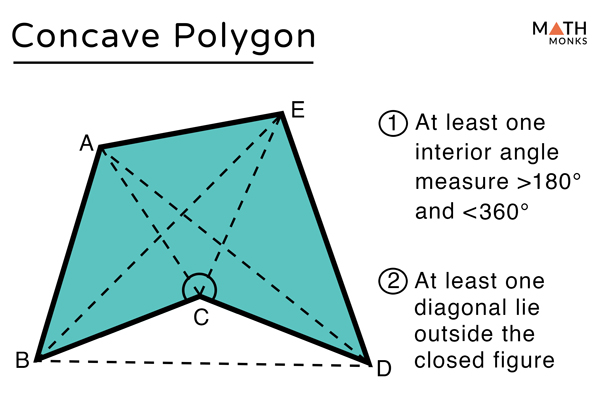 Concave Polygon
MATH
MONKS
E
A
① At least one
interior angle
measure >180°
and <360°
② At least one
diagonal lie
outside the
closed figure
C
B
D